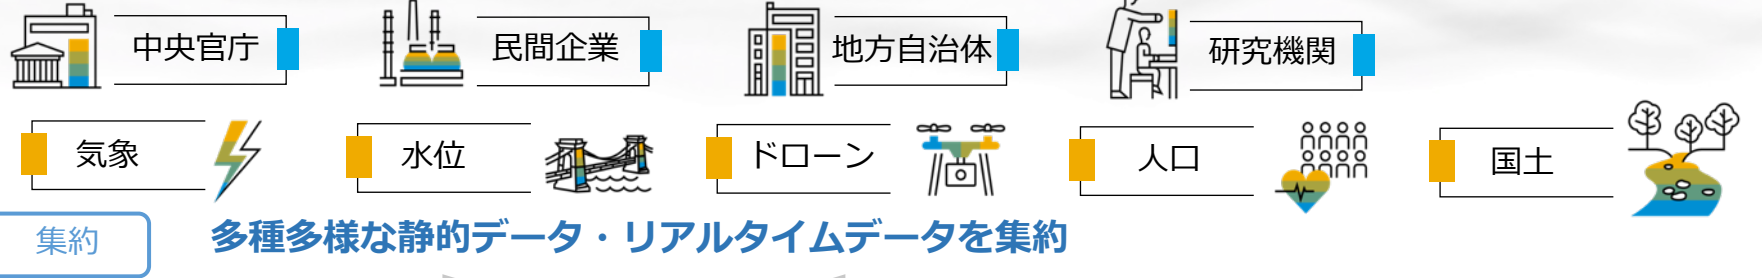 中央官庁
民間企業
地方自治体
研究機関
気象
水位
ドローン
人口
国土
集約
多種多様な静的データ・リアルタイムデータを集約